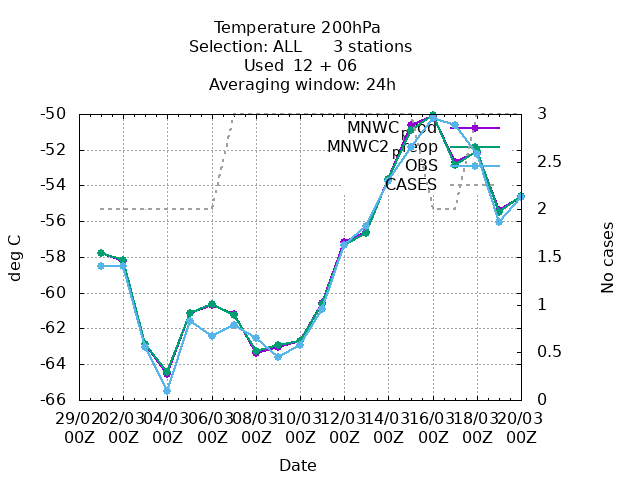 Temperature 200hPa
Selection: ALL 3 stations
Used 12 + 06
Averaging window: 24h
-50
-52
-54
-56
-58
-60
-62
-64
-66
3
2.5
2
1.5
1
0.5
0
deg C
No cases
MNWC_prod
MNWC2_preop
OBS
CASES
29/02 02/03 04/03 06/03 08/03 10/03 12/03 14/03 16/03 18/03 20/03
00Z 00Z 00Z 00Z 00Z 00Z 00Z 00Z 00Z 00Z 00Z
Date